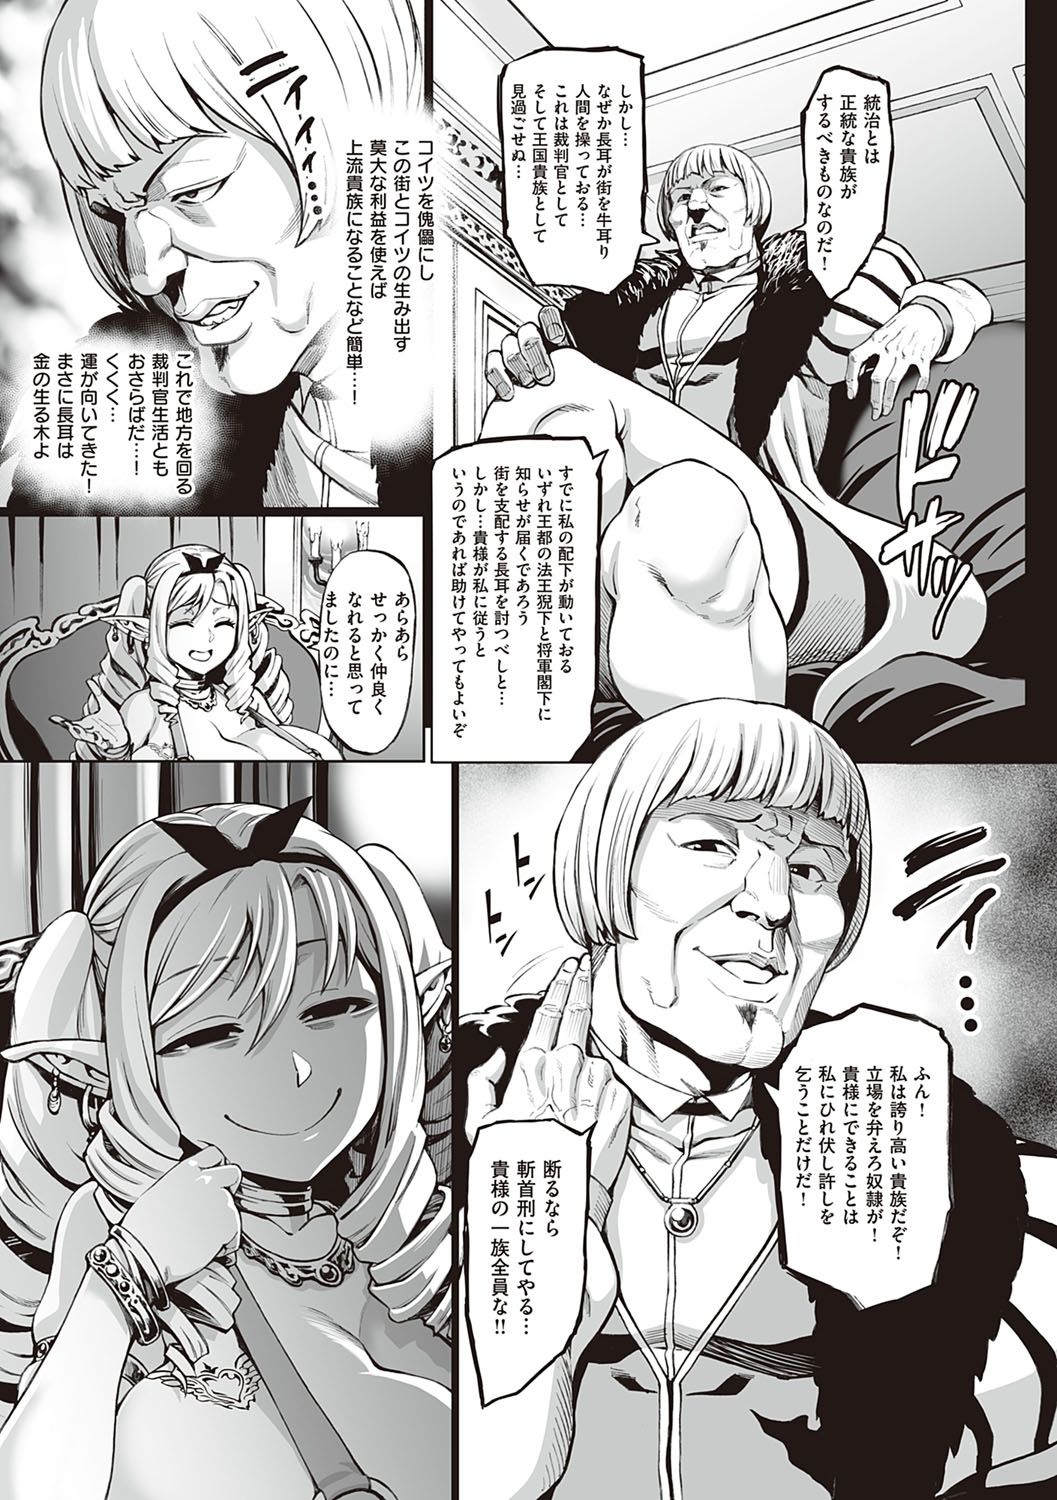 統治とは
正統な貴族が
するべきものなのだ！
しかし…
なぜか長耳が街を牛耳り
人間を操っておる…
これは裁判官として
そして王国貴族として
見過ごせぬ…
ドドド
すでに私の配下が動いておる
いずれ王都の法王猊下と将軍閣下に
知らせが届くであろう
街を支配する長耳を討つべしと…
しかし…貴様が私に従うと
いうのであれば助けてやってもよいぞ
ニイィィ…
コイツを傀儡にし
この街とコイツの生み出す
莫大な利益を使えば
上流貴族になることなど簡単…！
これで地方を回る
裁判官生活とも
おさらばだ…！
くくく…
運が向いてきた！
まさに長耳は
金の生る木よ
あらあら
せっかく仲良く
なれると思って
ましたのに…
ニィ…
トントン
ふん！
私は誇り高い貴族だぞ！
立場を弁えろ奴隷が！
貴様にできることは
私にひれ伏し許しを
乞うことだけだ！
断るなら
斬首刑にしてやる…
貴様の一族全員な!!